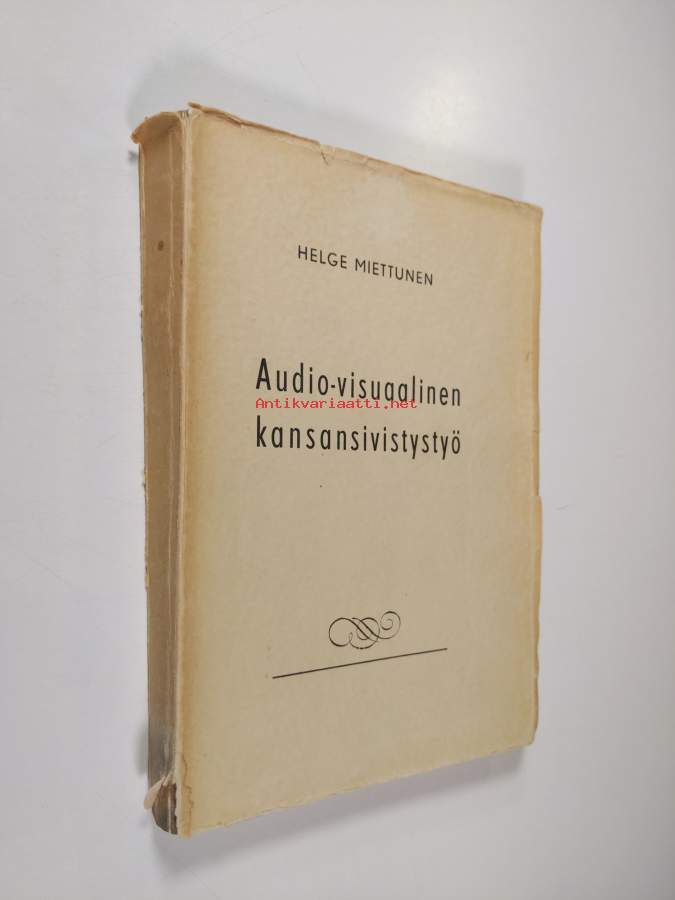 HELGE MIETTUNEN
Audio-visuaalinen
Antikvariaatti.net
kansansivistystyö